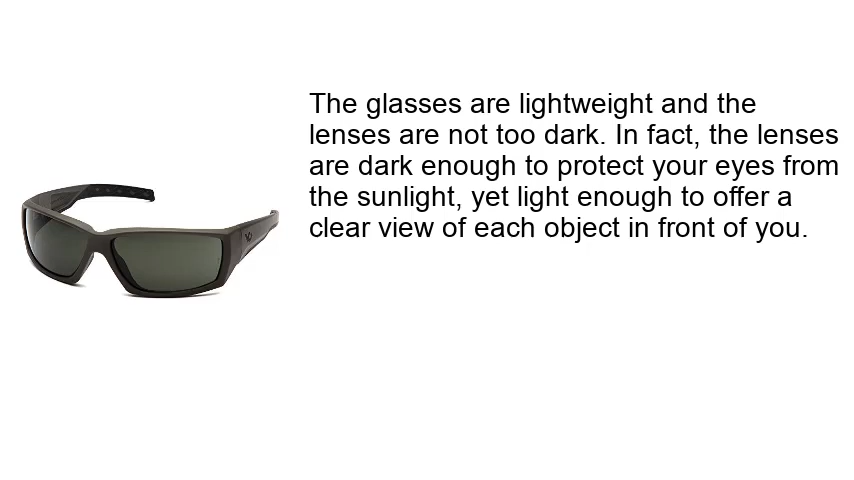 The glasses are lightweight and the
lenses are not too dark. In fact, the lenses
are dark enough to protect your eyes from
the sunlight, yet light enough to offer a
clear view of each object in front of you.